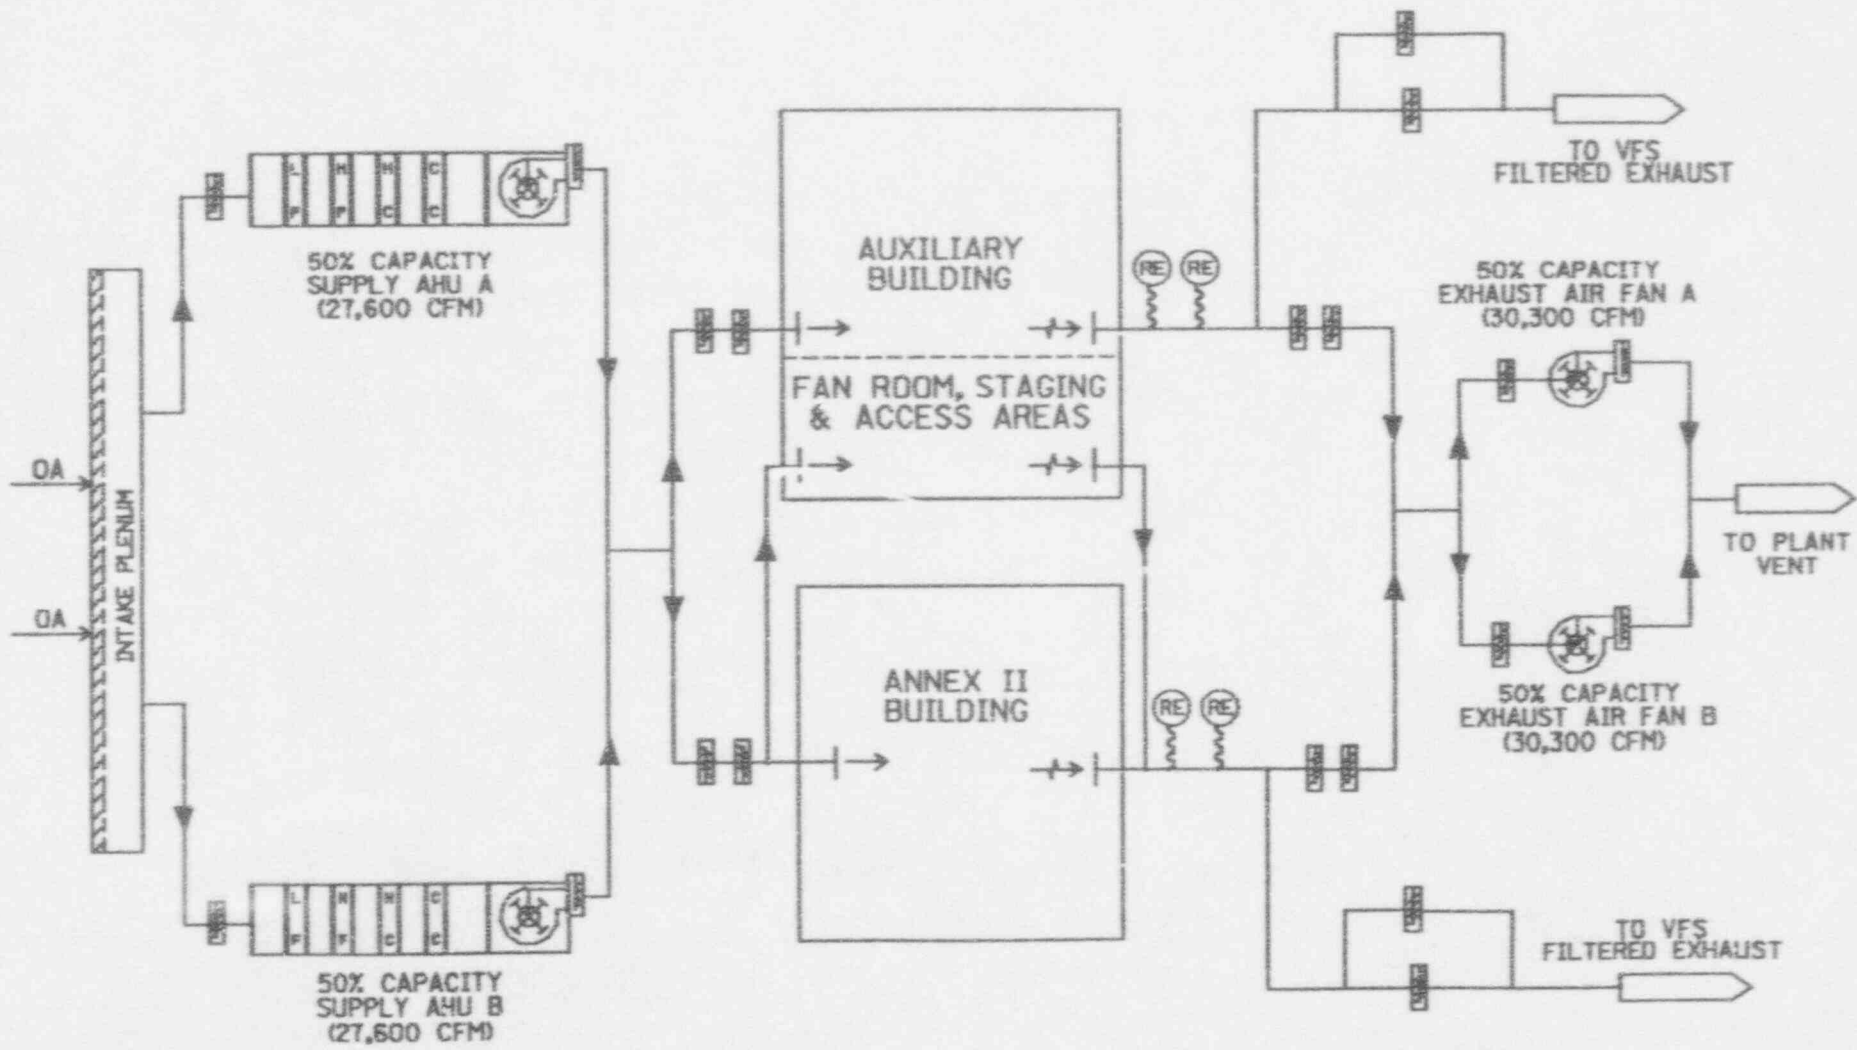 TO VFS
FILTERED EXHAUST
L H H C
F F C C
50% CAPACITY
SUPPLY AHU A
(27,600 CFM)
AUXILIARY
BUILDING
RE RE
50% CAPACITY
EXHAUST AIR FAN A
(30,300 CFM)
FAN ROOM, STAGING
& ACCESS AREAS
OA
OA
INTAKE PLENUM
TO PLANT
VENT
ANNEX II
BUILDING
RE RE
50% CAPACITY
EXHAUST AIR FAN B
(30,300 CFM)
L H H C
F F C C
50% CAPACITY
SUPPLY AHU B
(27,600 CFM)
TO VFS
FILTERED EXHAUST